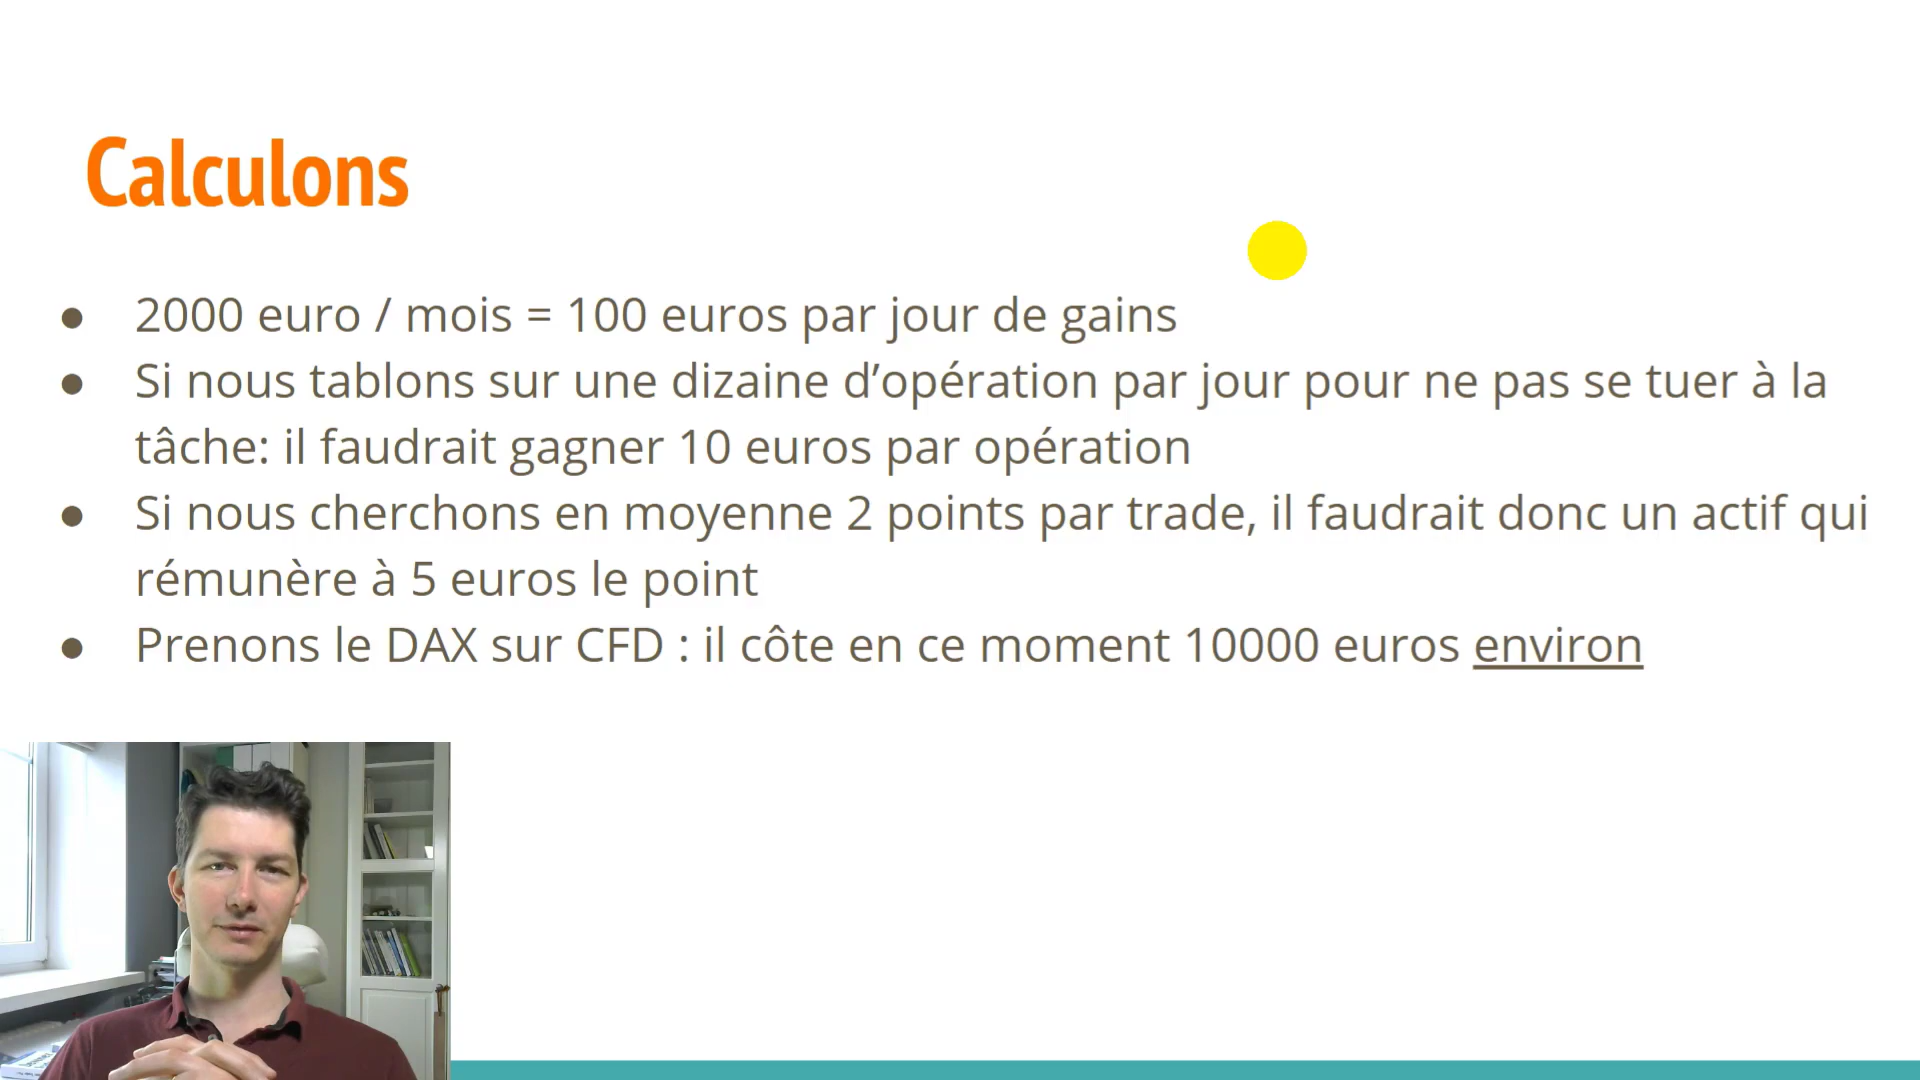 Calculons
● 2000 euro / mois = 100 euros par jour de gains
● Si nous tablons sur une dizaine d’opération par jour pour ne pas se tuer à la
tâche: il faudrait gagner 10 euros par opération
● Si nous cherchons en moyenne 2 points par trade, il faudrait donc un actif qui
rémunère à 5 euros le point
● Prenons le DAX sur CFD : il côte en ce moment 10000 euros environ